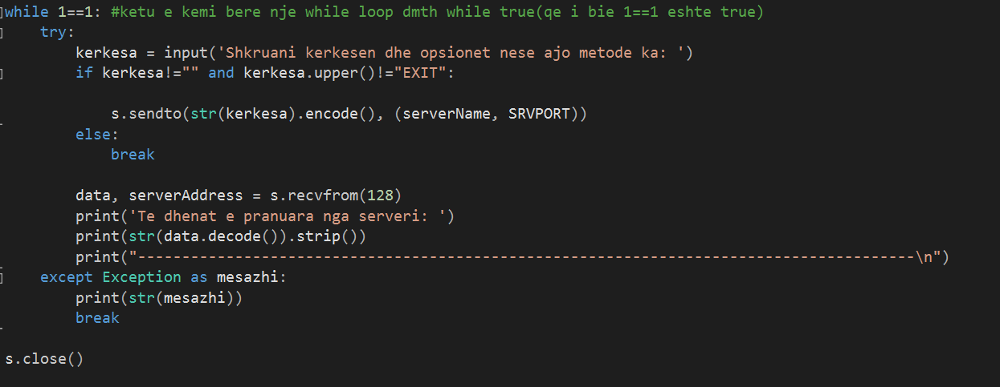 while 1==1: #ketu e kemi bere nje while loop dmth while true(qe i bie 1==1 eshte true)
    try:
        kerkesa = input('Shkruani kerkesen dhe opsionet nese ajo metode ka: ')
        if kerkesa!="" and kerkesa.upper()!="EXIT":
            s.sendto(str(kerkesa).encode(), (serverName, SRVPORT))
        else:
            break
        data, serverAddress = s.recvfrom(128)
        print('Te dhenat e pranuara nga serveri: ')
        print(str(data.decode()).strip())
        print("----------------------------------------------------------------------------------------\n")
    except Exception as mesazhi:
        print(str(mesazhi))
        break
s.close()